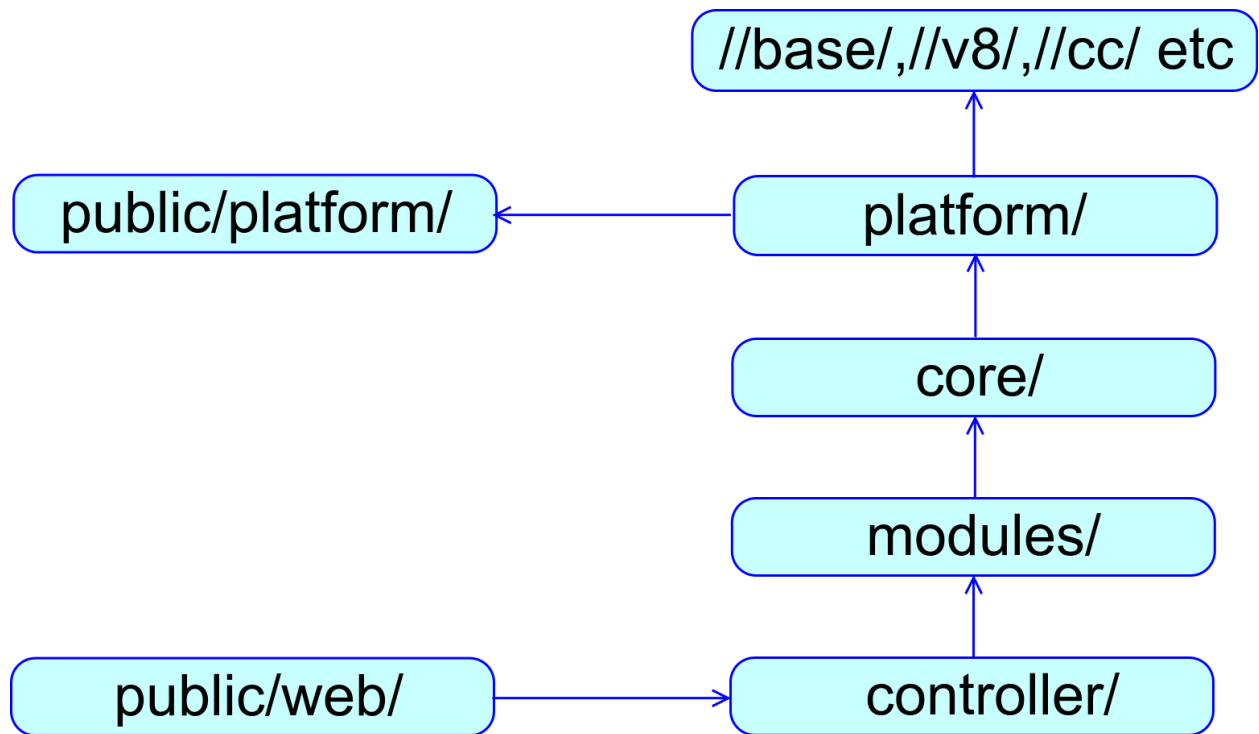 //base/,//v8/,//cc/ etc
public/platform/
platform/
core/
modules/
public/web/
controller/